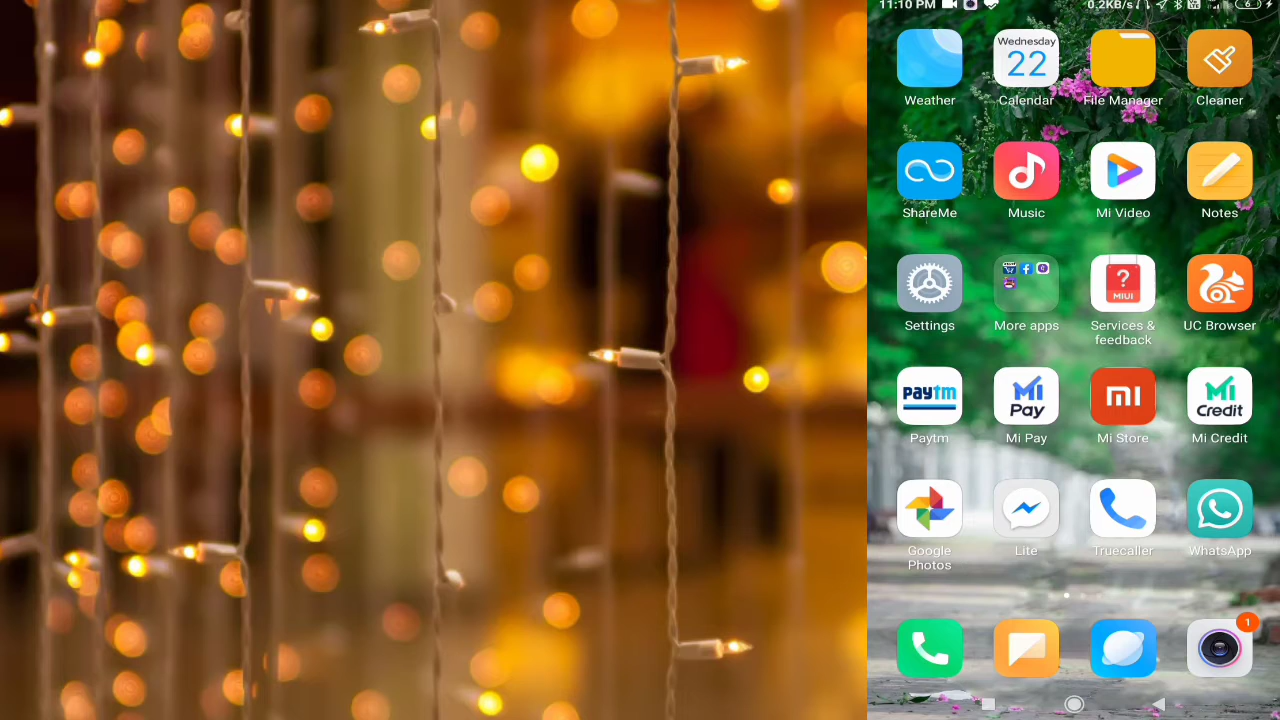 11:10 PM 0.2KB/s 6
Wednesday
22
Weather Calendar File Manager Cleaner
ShareMe Music Mi Video Notes
?
MIUI
Settings More apps Services & feedback UC Browser
paytm Mi Pay mi Mi Credit
Paytm Mi Pay Mi Store Mi Credit
Google Photos Lite Truecaller WhatsApp
1